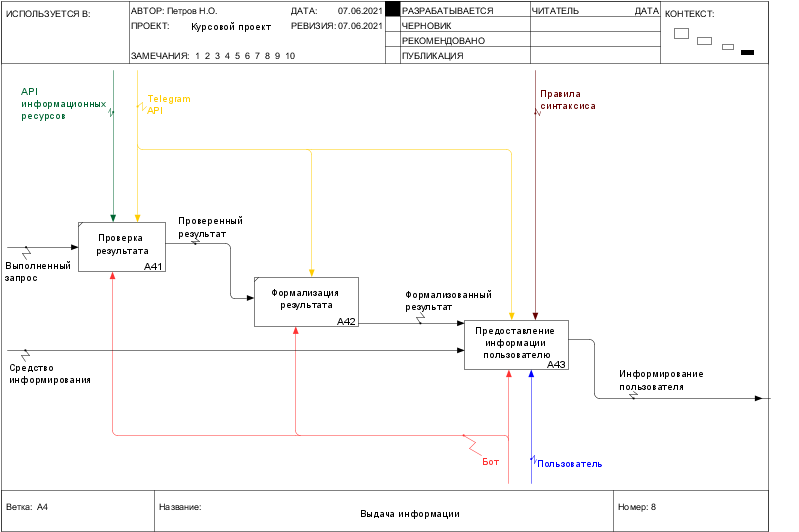 ИСПОЛЬЗУЕТСЯ В:
АВТОР: Петров Н.О.
ДАТА:
07.06.2021
РАЗРАБАТЫВАЕТСЯ
ЧИТАТЕЛЬ
ДАТА
КОНТЕКСТ:
ПРОЕКТ:
Курсовой проект
РЕВИЗИЯ:
07.06.2021
ЧЕРНОВИК
РЕКОМЕНДОВАНО
ЗАМЕЧАНИЯ: 1 2 3 4 5 6 7 8 9 10
ПУБЛИКАЦИЯ
API
информационных
ресурсов
Telegram
API
Правила
синтаксиса
Проверка
результата
A41
Проверенный
результат
Выполненный
запрос
Формализация
результата
A42
Формализованный
результат
Предоставление
информации
пользователю
A43
Средство
информирования
Информирование
пользователя
Бот
Пользователь
Ветка: A4
Название:
Выдача информации
Номер: 8